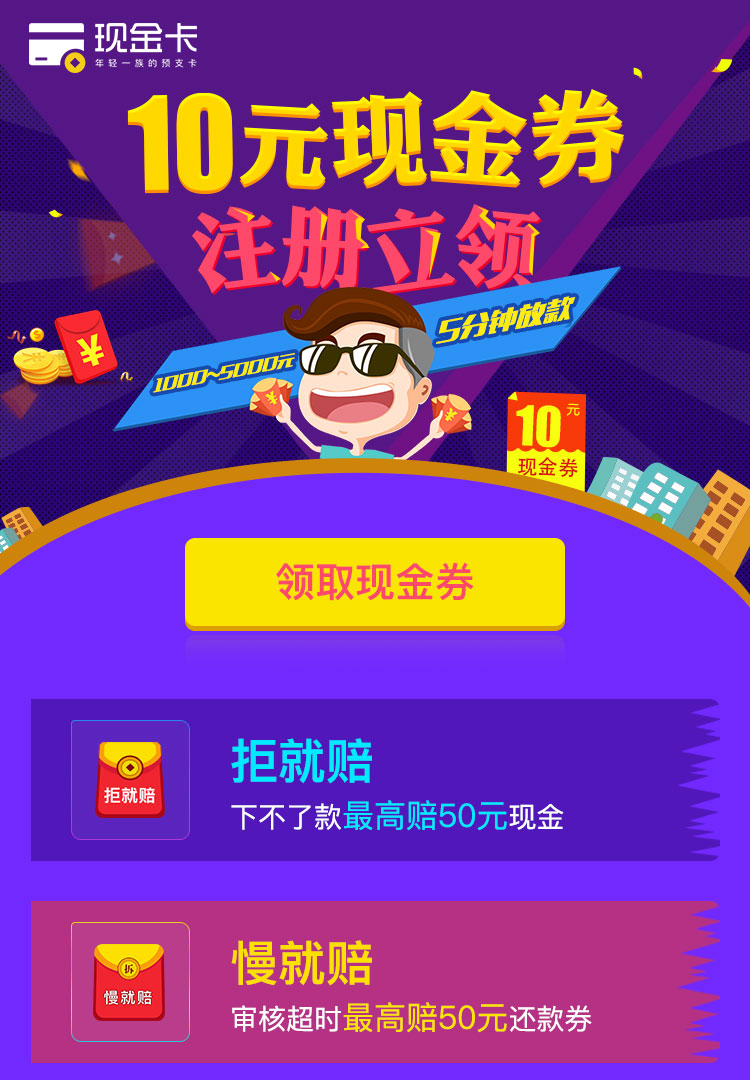 现金卡
年轻一族的预支卡
10元现金券
注册立领
1000~5000元
5分钟放款
¥
¥
¥
10元
现金券
领取现金券
拒就赔
拒就赔
下不了款最高赔50元现金
慢就赔
拆
慢就赔
审核超时最高赔50元还款券